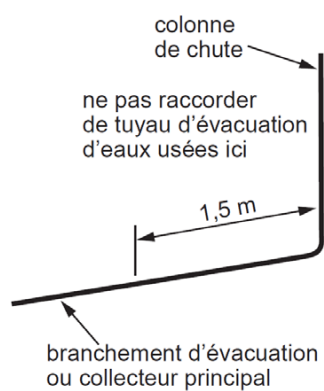 colonne
de chute
ne pas raccorder
de tuyau d'évacuation
d'eaux usées ici
1,5 m
branchement d'évacuation
ou collecteur principal